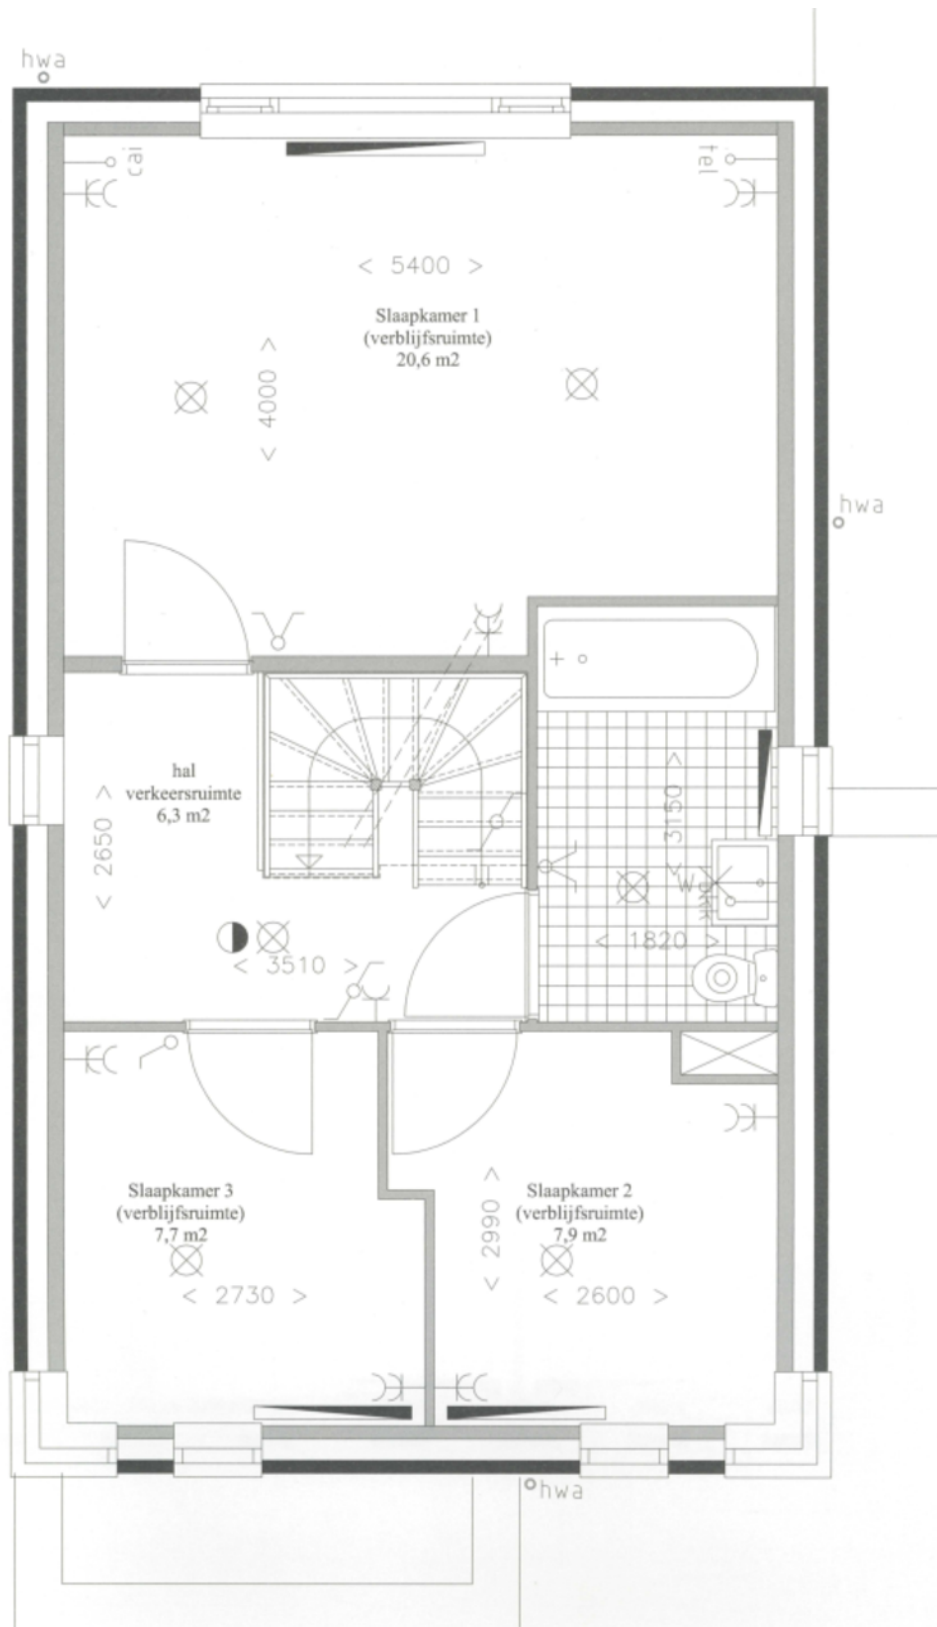 hwa
cai
tel
< 5400 >
Slaapkamer 1
(verblijfsruimte)
20,6 m2
< 4000 >
hwa
hal
verkeersruimte
6,3 m2
< 2650 >
< 3150 >
< 1820 >
< 3510 >
Slaapkamer 3
(verblijfsruimte)
7,7 m2
< 2730 >
Slaapkamer 2
(verblijfsruimte)
7,9 m2
< 2990 >
< 2600 >
hwa